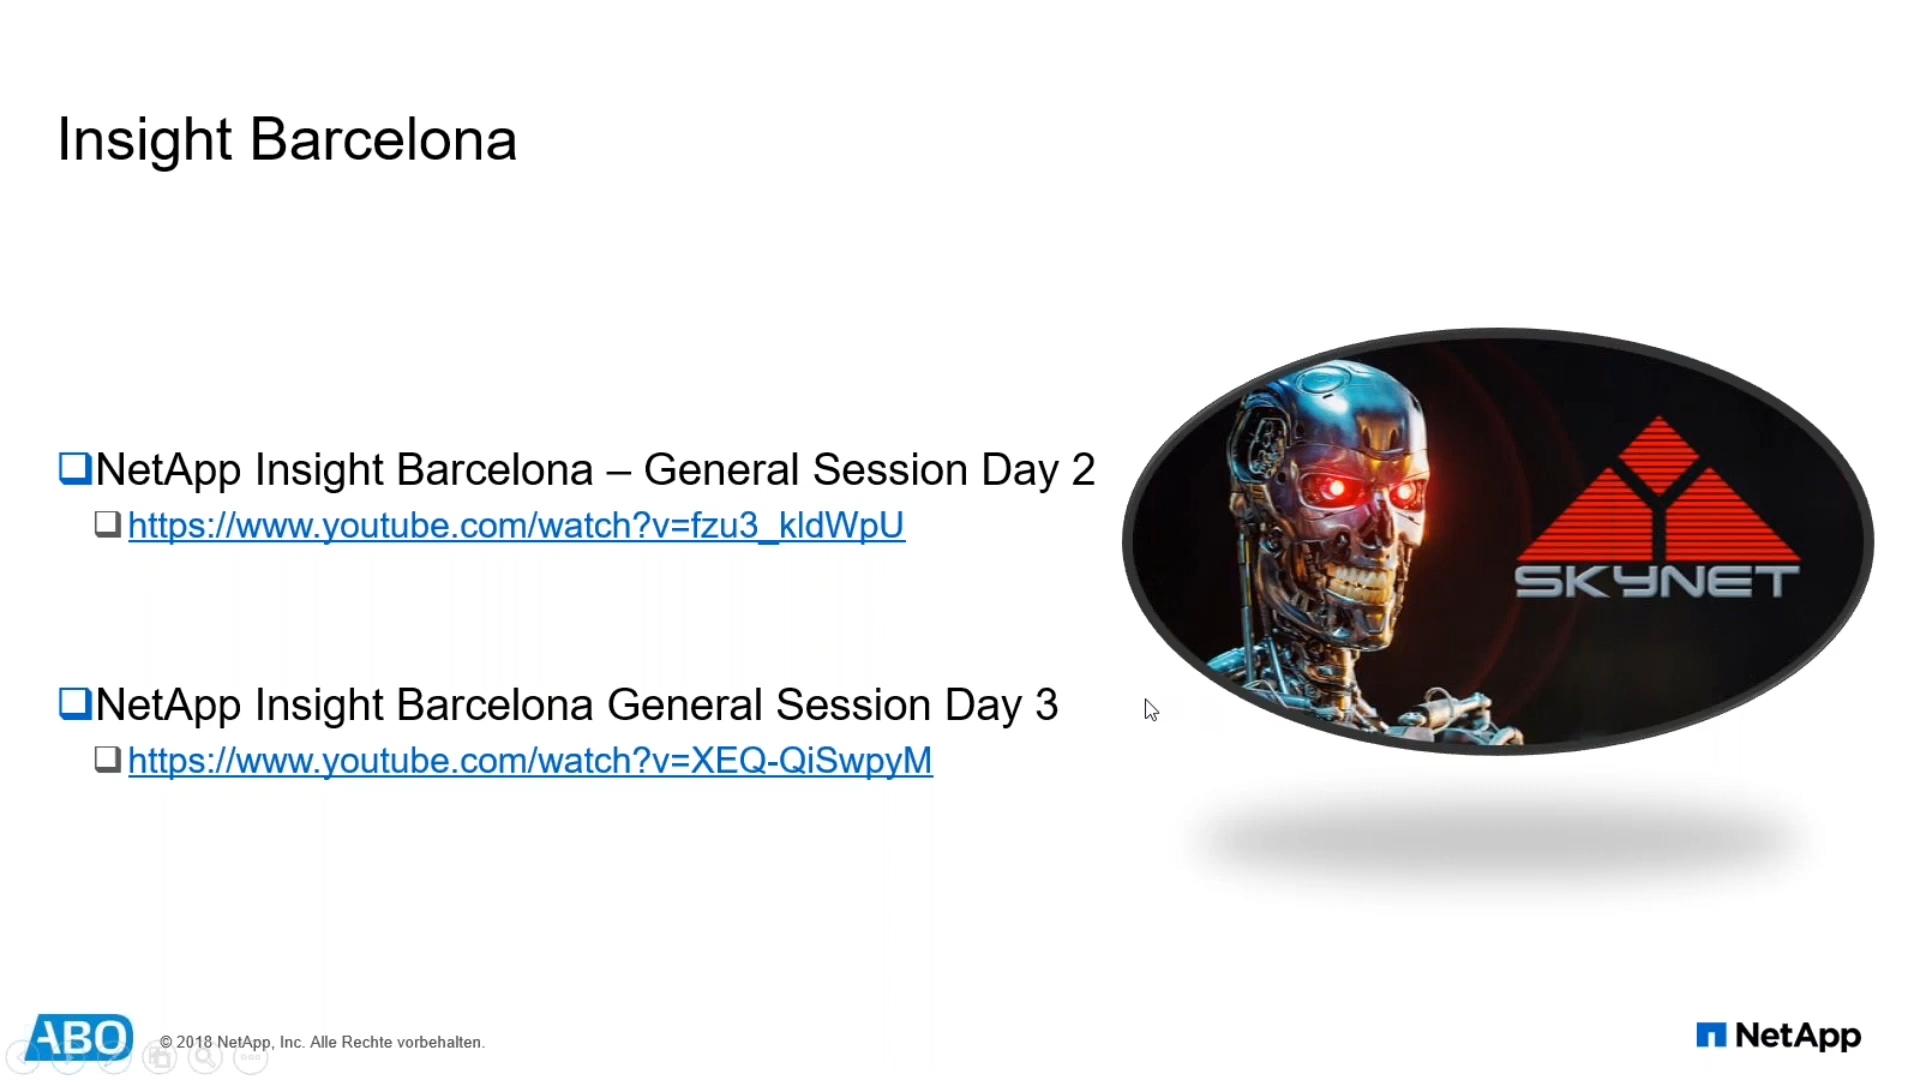 Insight Barcelona
NetApp Insight Barcelona – General Session Day 2
https://www.youtube.com/watch?v=fzu3_kldWpU
NetApp Insight Barcelona General Session Day 3
https://www.youtube.com/watch?v=XEQ-QiSwpyM
SKYNET
ABO
© 2018 NetApp, Inc. Alle Rechte vorbehalten.
NetApp